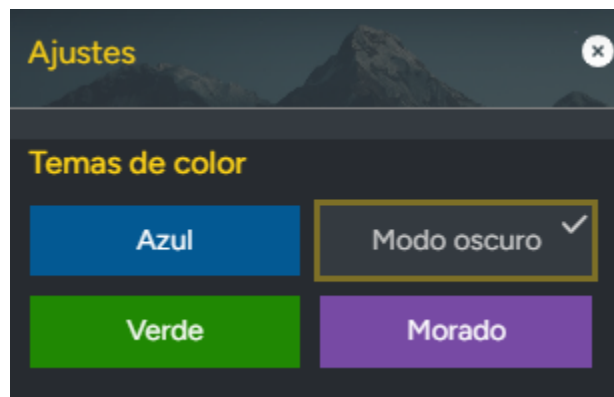 Ajustes
Temas de color
Azul
Modo oscuro
Verde
Morado